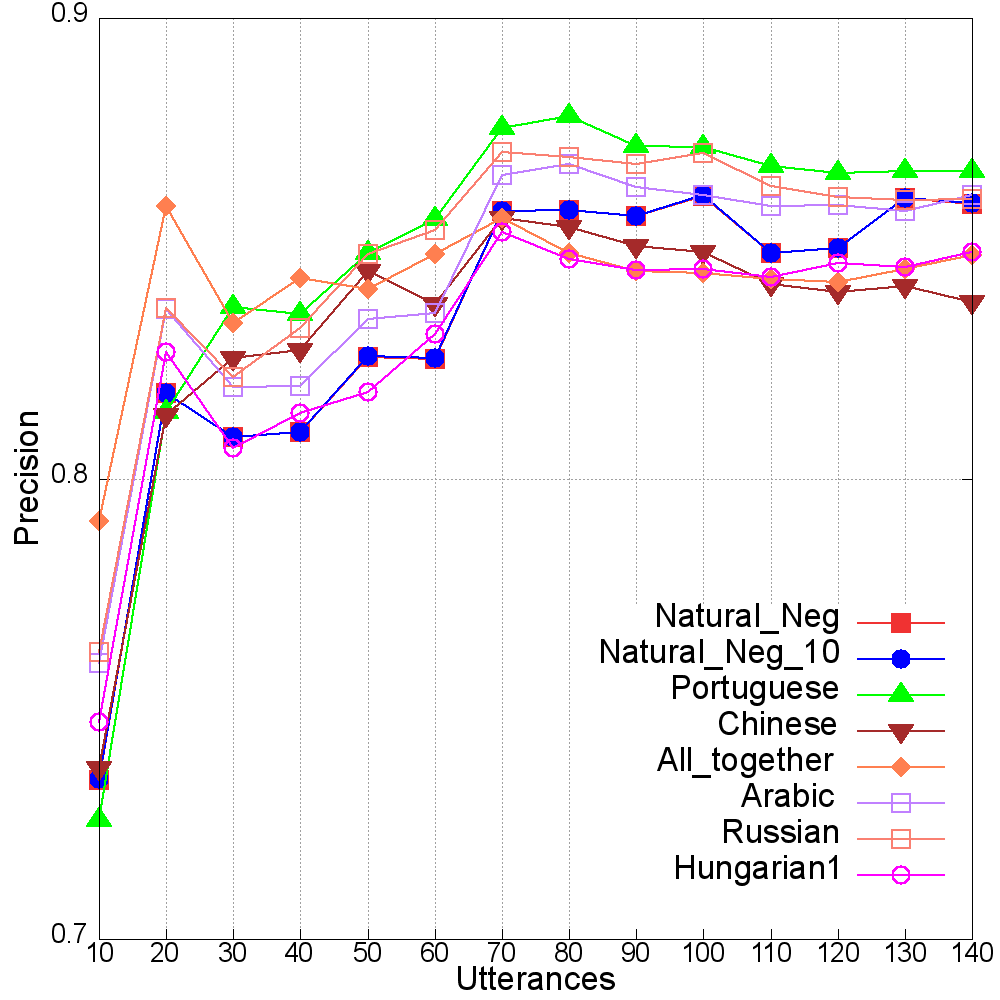 0.9
0.8
0.7
Precision
Natural_Neg
Natural_Neg_10
Portuguese
Chinese
All_together
Arabic
Russian
Hungarian1
10 20 30 40 50 60 70 80 90 100 110 120 130 140
Utterances